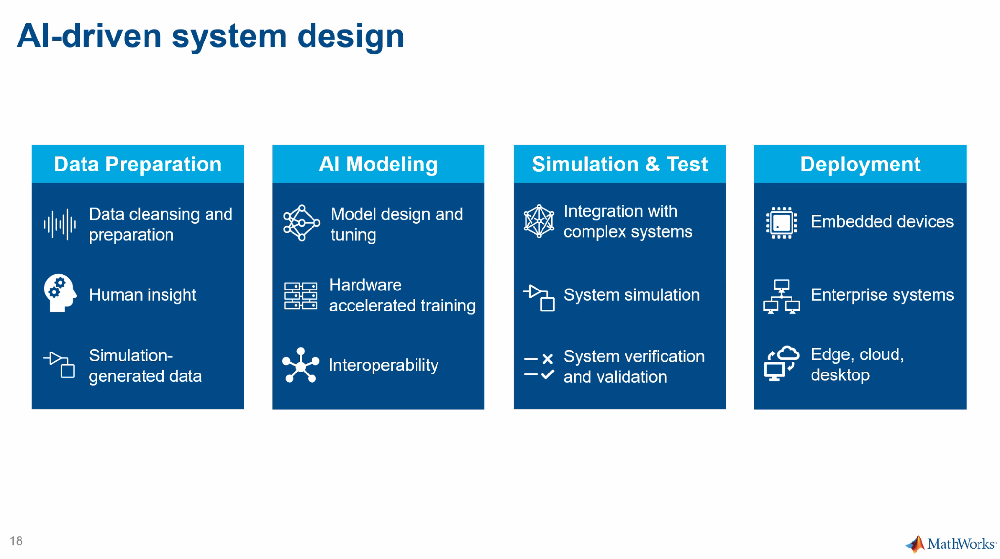 AI-driven system design
Data Preparation
Data cleansing and
preparation
Human insight
Simulation-
generated data
AI Modeling
Model design and
tuning
Hardware
accelerated training
Interoperability
Simulation & Test
Integration with
complex systems
System simulation
System verification
and validation
Deployment
Embedded devices
Enterprise systems
Edge, cloud,
desktop
18
MathWorks®